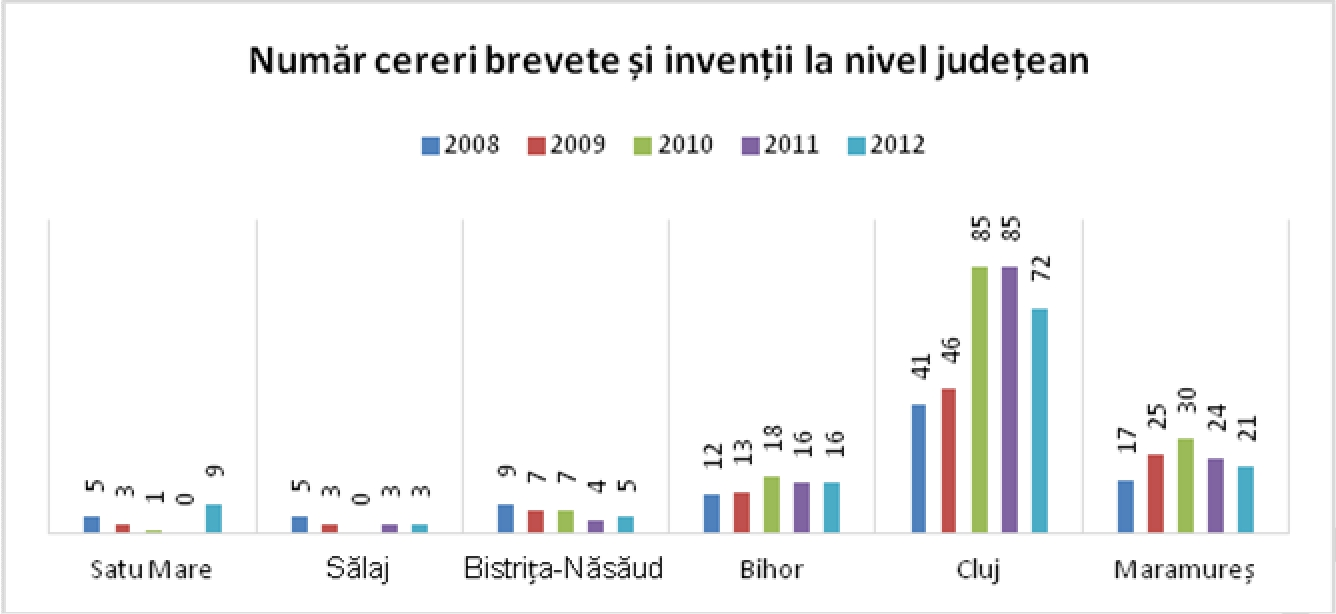 Număr cereri brevete și invenții la nivel județean
2008 2009 2010 2011 2012
5 3 1 0 9
5 3 0 3 3
9 7 7 4 5
12 13 18 16 16
41 46 85 85 72
17 25 30 24 21
Satu Mare Sălaj Bistrița-Năsăud Bihor Cluj Maramureș